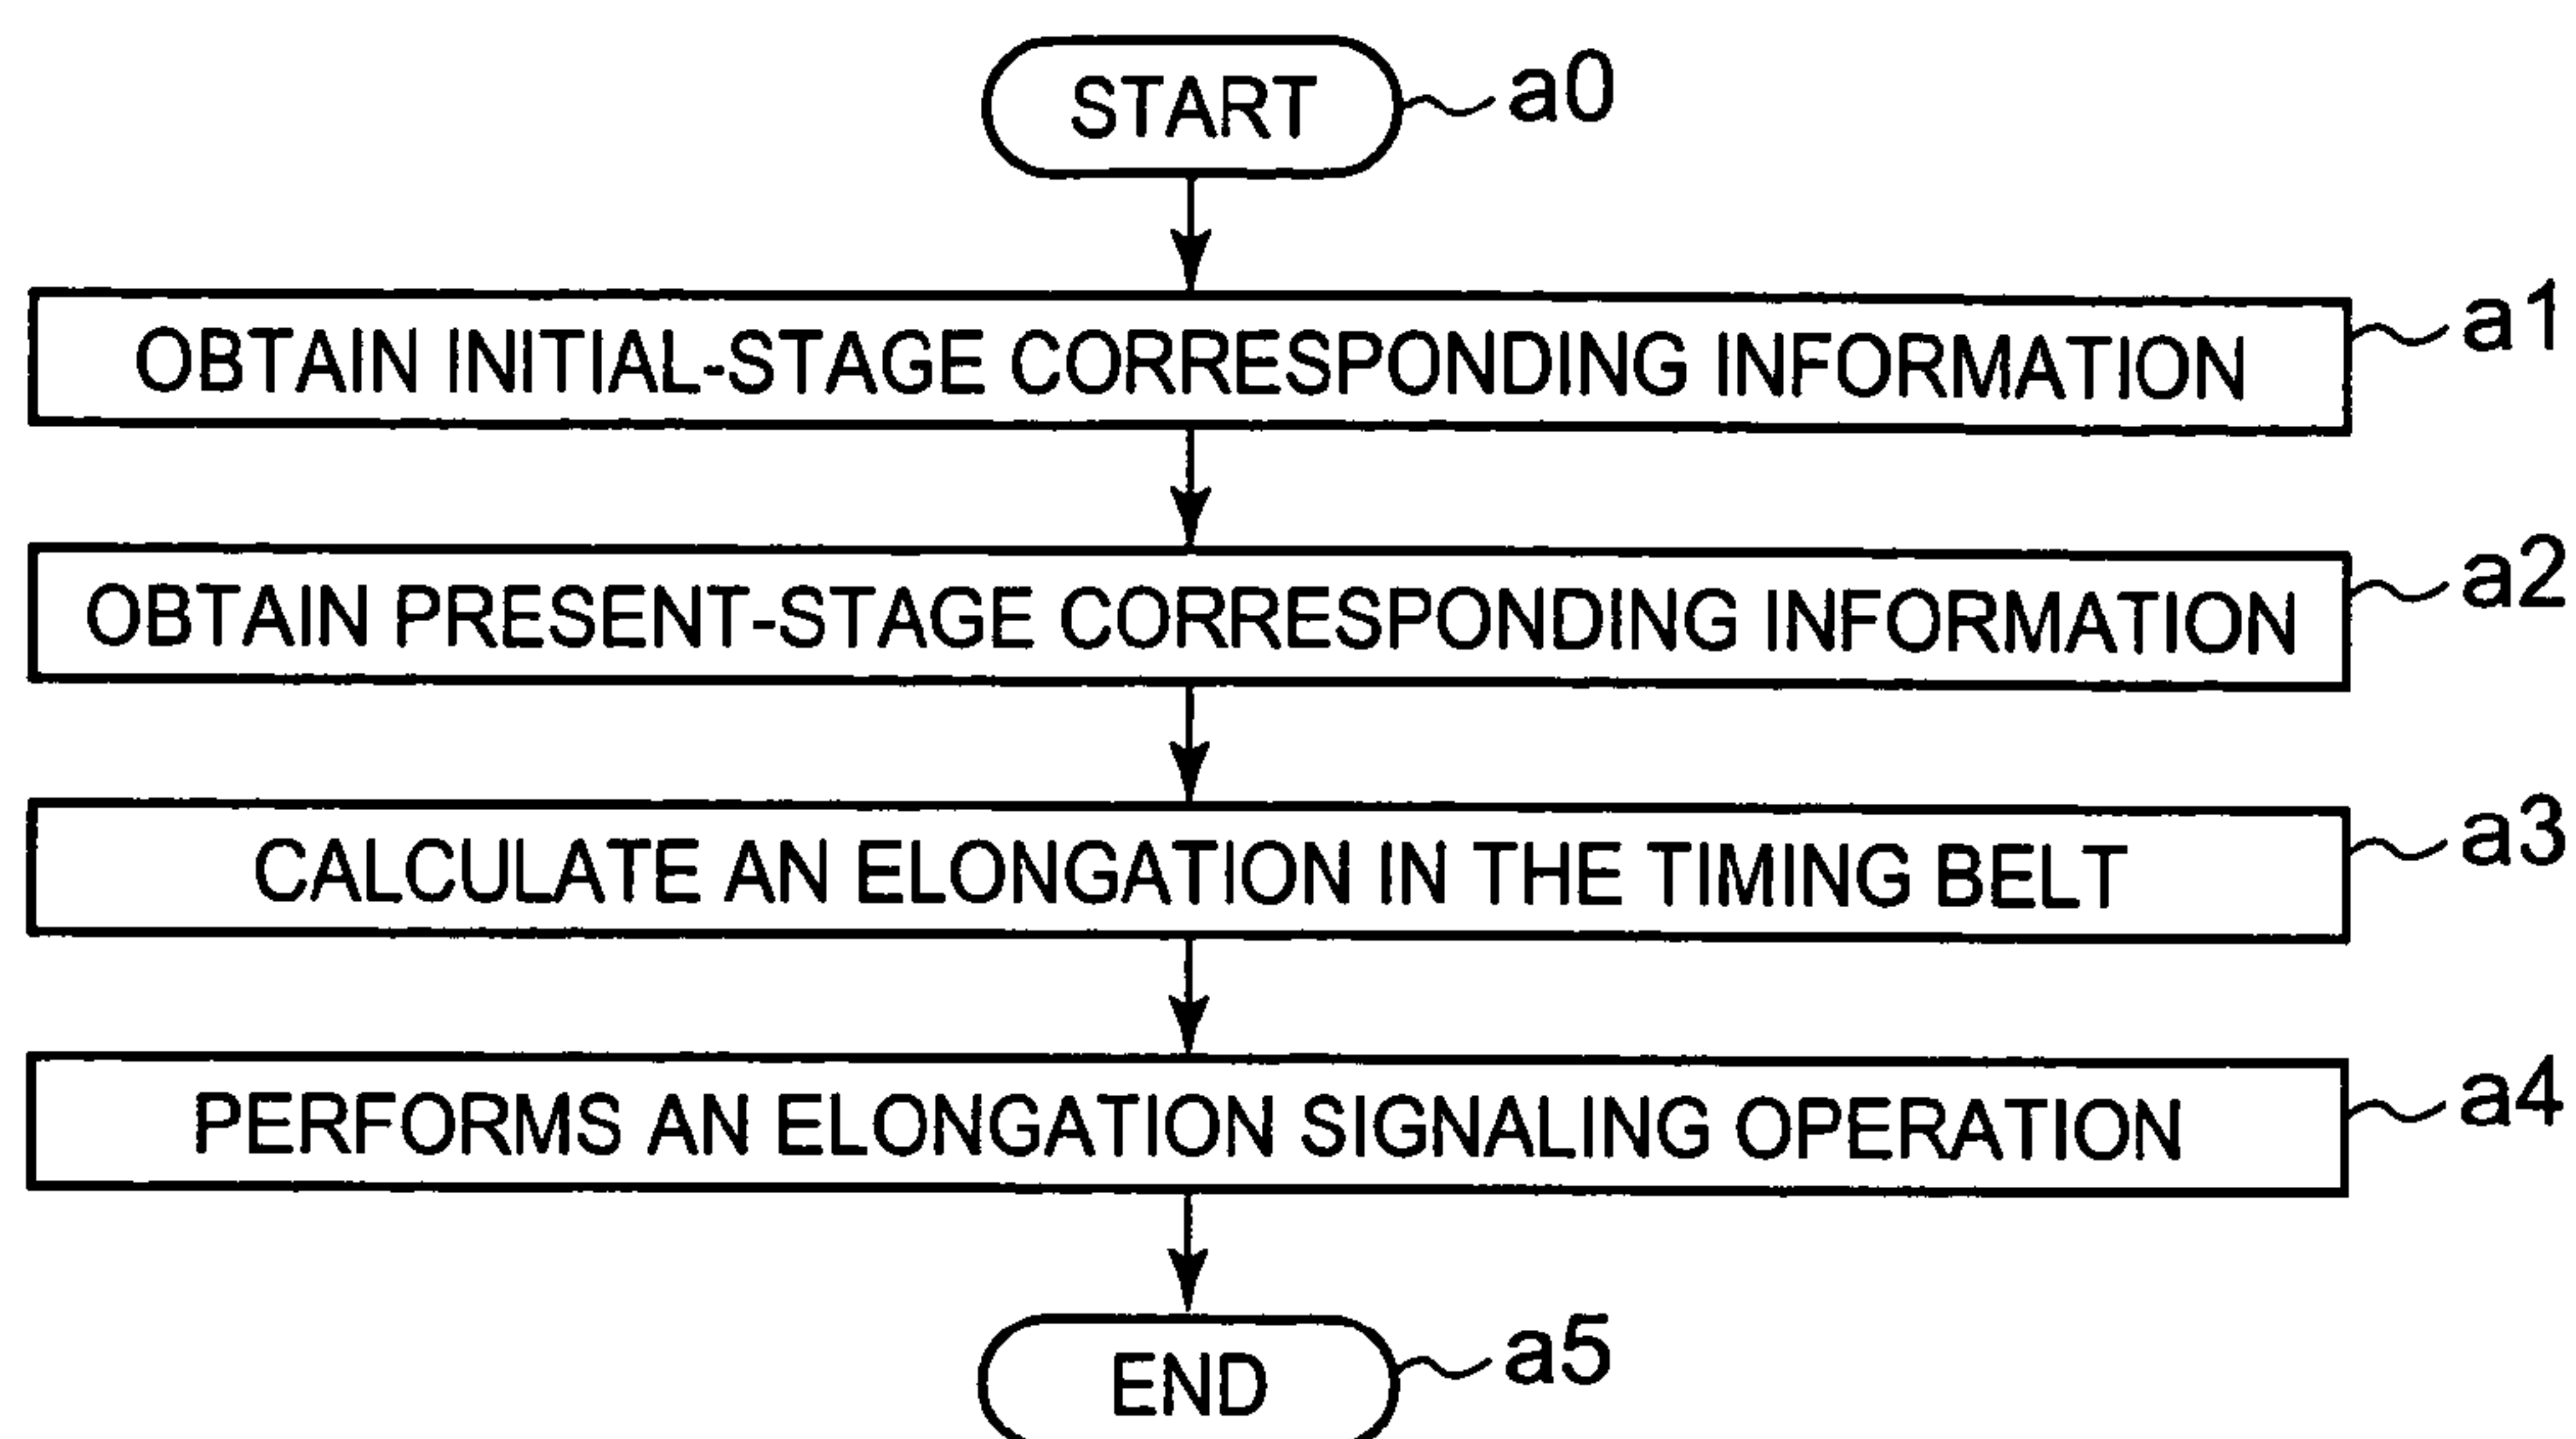 START a0
OBTAIN INITIAL-STAGE CORRESPONDING INFORMATION a1
OBTAIN PRESENT-STAGE CORRESPONDING INFORMATION a2
CALCULATE AN ELONGATION IN THE TIMING BELT a3
PERFORMS AN ELONGATION SIGNALING OPERATION a4
END a5